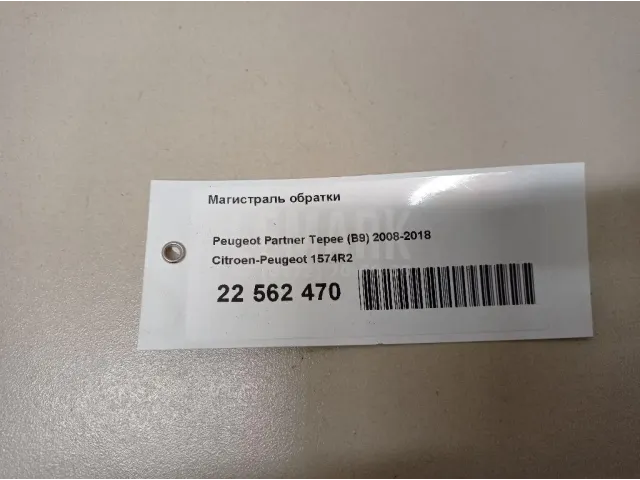 Магистраль обратки
Peugeot Partner Tepee (B9) 2008-2018
Citroen-Peugeot 1574R2
22 562 470